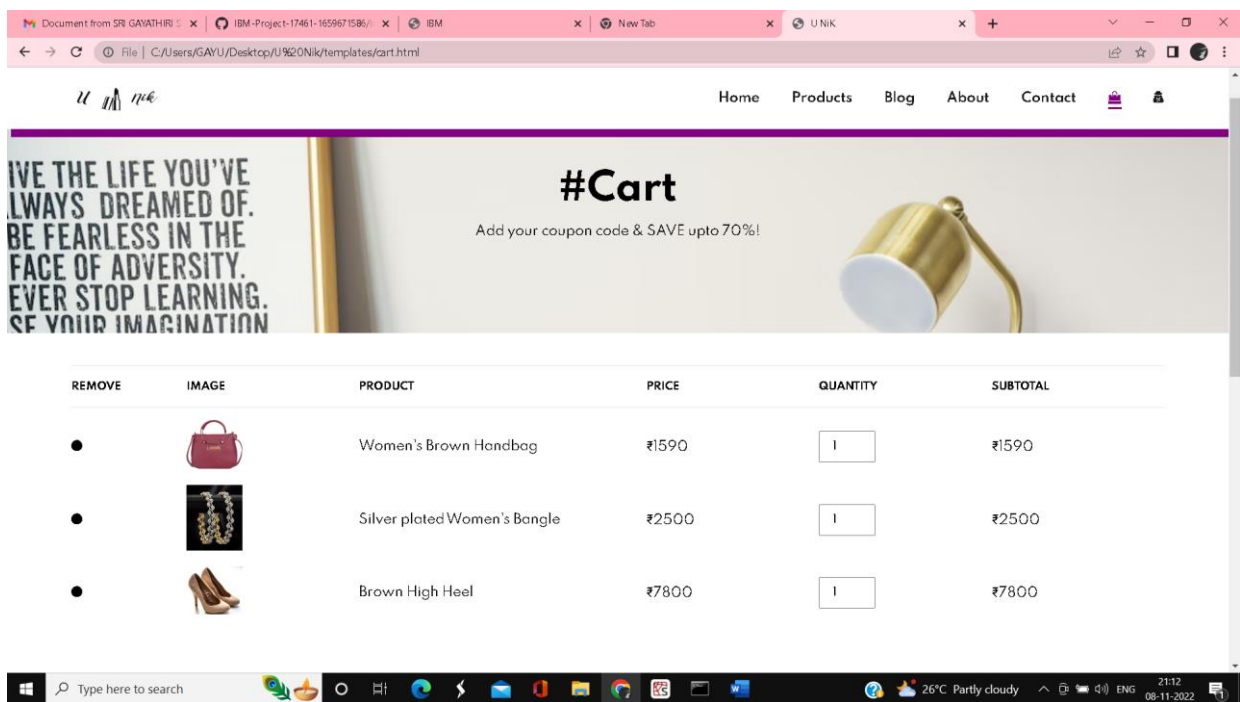 Document from SRI GAYATHIRI S
IBM-Project-17461-1659671586/
IBM
New Tab
U NiK
File | C:/Users/GAYU/Desktop/U%20Nik/templates/cart.html
U nik
Home Products Blog About Contact
IVE THE LIFE YOU'VE
LWAYS DREAMED OF.
BE FEARLESS IN THE
FACE OF ADVERSITY.
EVER STOP LEARNING.
SE YOUR IMAGINATION
#Cart
Add your coupon code & SAVE upto 70%!
REMOVE IMAGE PRODUCT PRICE QUANTITY SUBTOTAL
Women's Brown Handbag ₹1590 1 ₹1590
Silver plated Women's Bangle ₹2500 1 ₹2500
Brown High Heel ₹7800 1 ₹7800
Type here to search
26°C Partly cloudy
ENG
21:12
08-11-2022